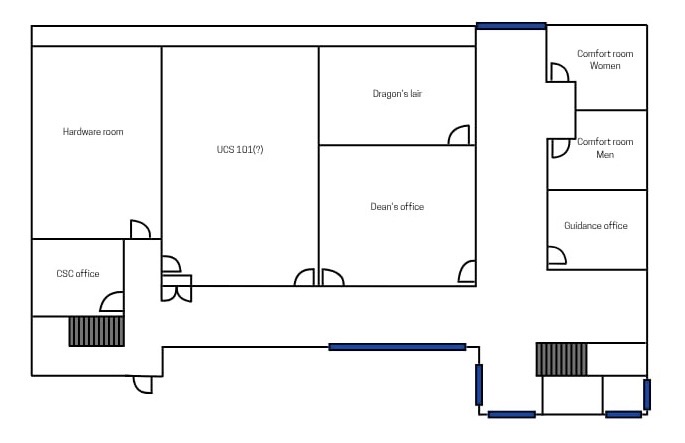 Comfort room
Women
Dragon's lair
Hardware room
UCS 101(?)
Comfort room
Men
Dean's office
Guidance office
CSC office